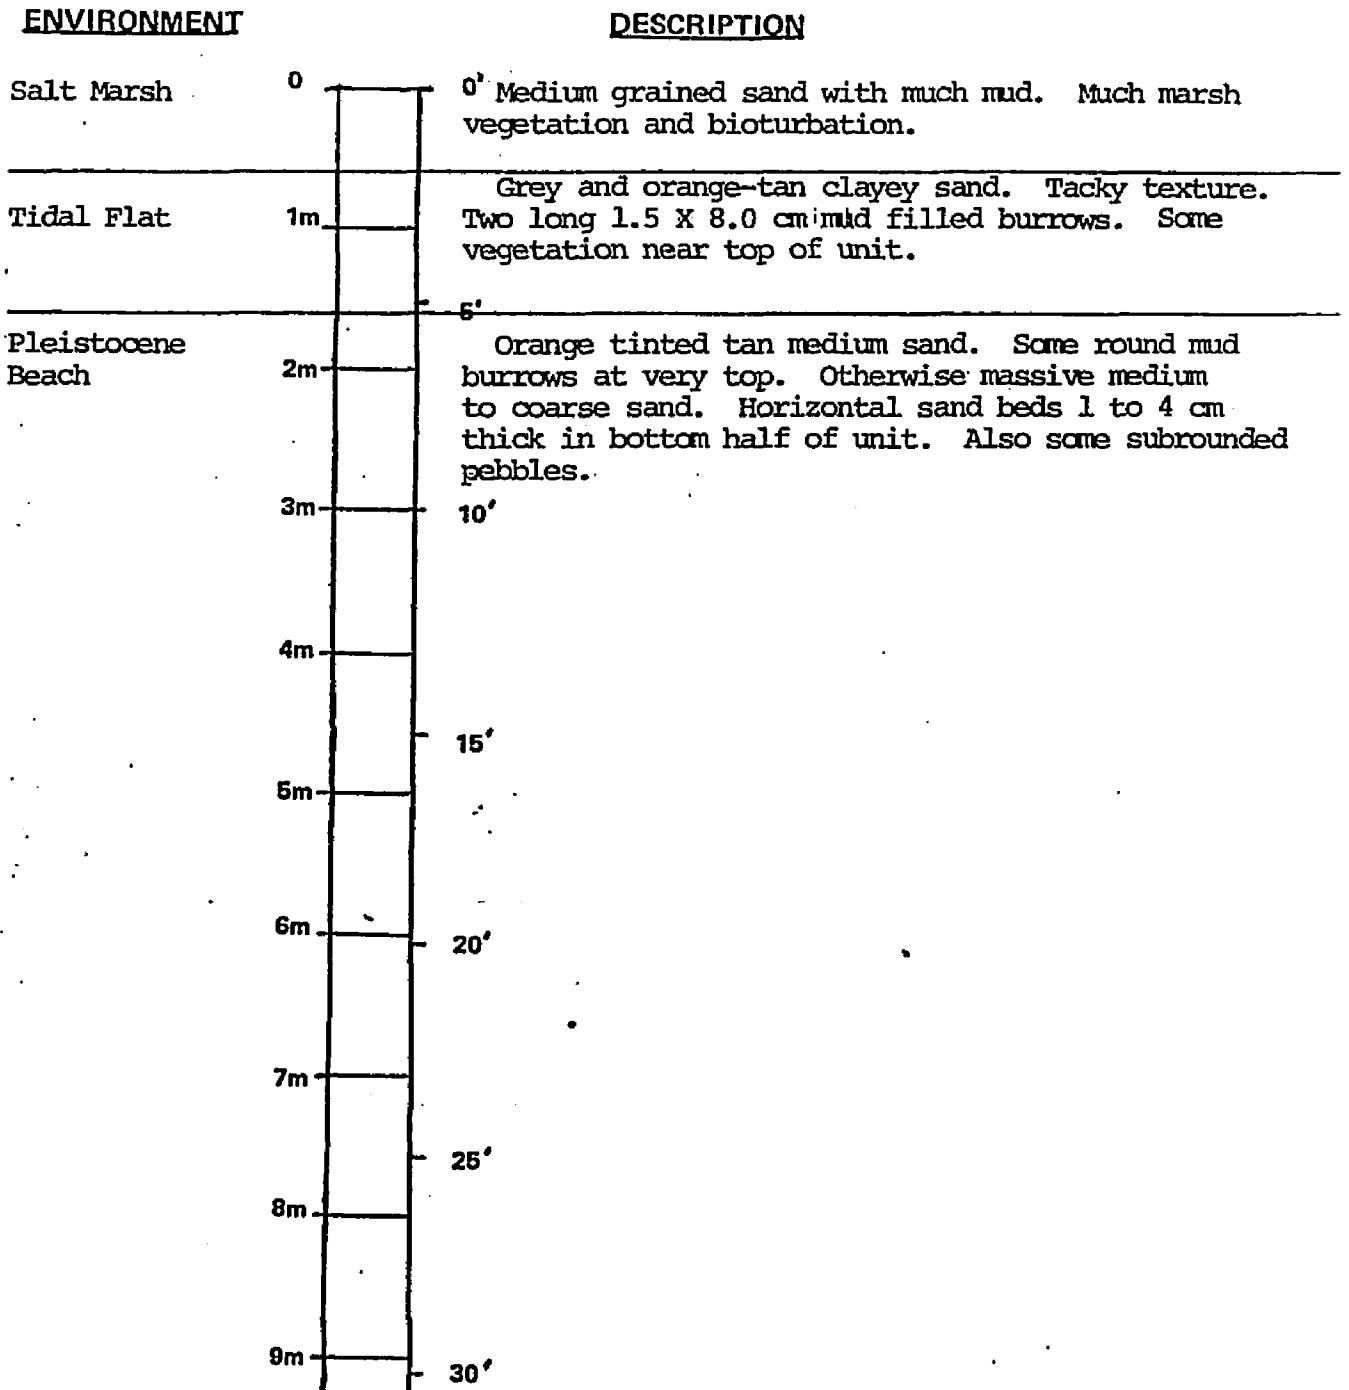 ENVIRONMENT DESCRIPTION
Salt Marsh 0 0' Medium grained sand with much mud. Much marsh
vegetation and bioturbation.
Grey and orange-tan clayey sand. Tacky texture.
Tidal Flat 1m Two long 1.5 X 8.0 cm mud filled burrows. Some
vegetation near top of unit.
5'
Pleistocene Orange tinted tan medium sand. Some round mud
Beach 2m burrows at very top. Otherwise massive medium
to coarse sand. Horizontal sand beds 1 to 4 cm
thick in bottom half of unit. Also some subrounded
pebbles.
3m 10'
4m
15'
5m
6m 20'
7m
25'
8m
9m 30'